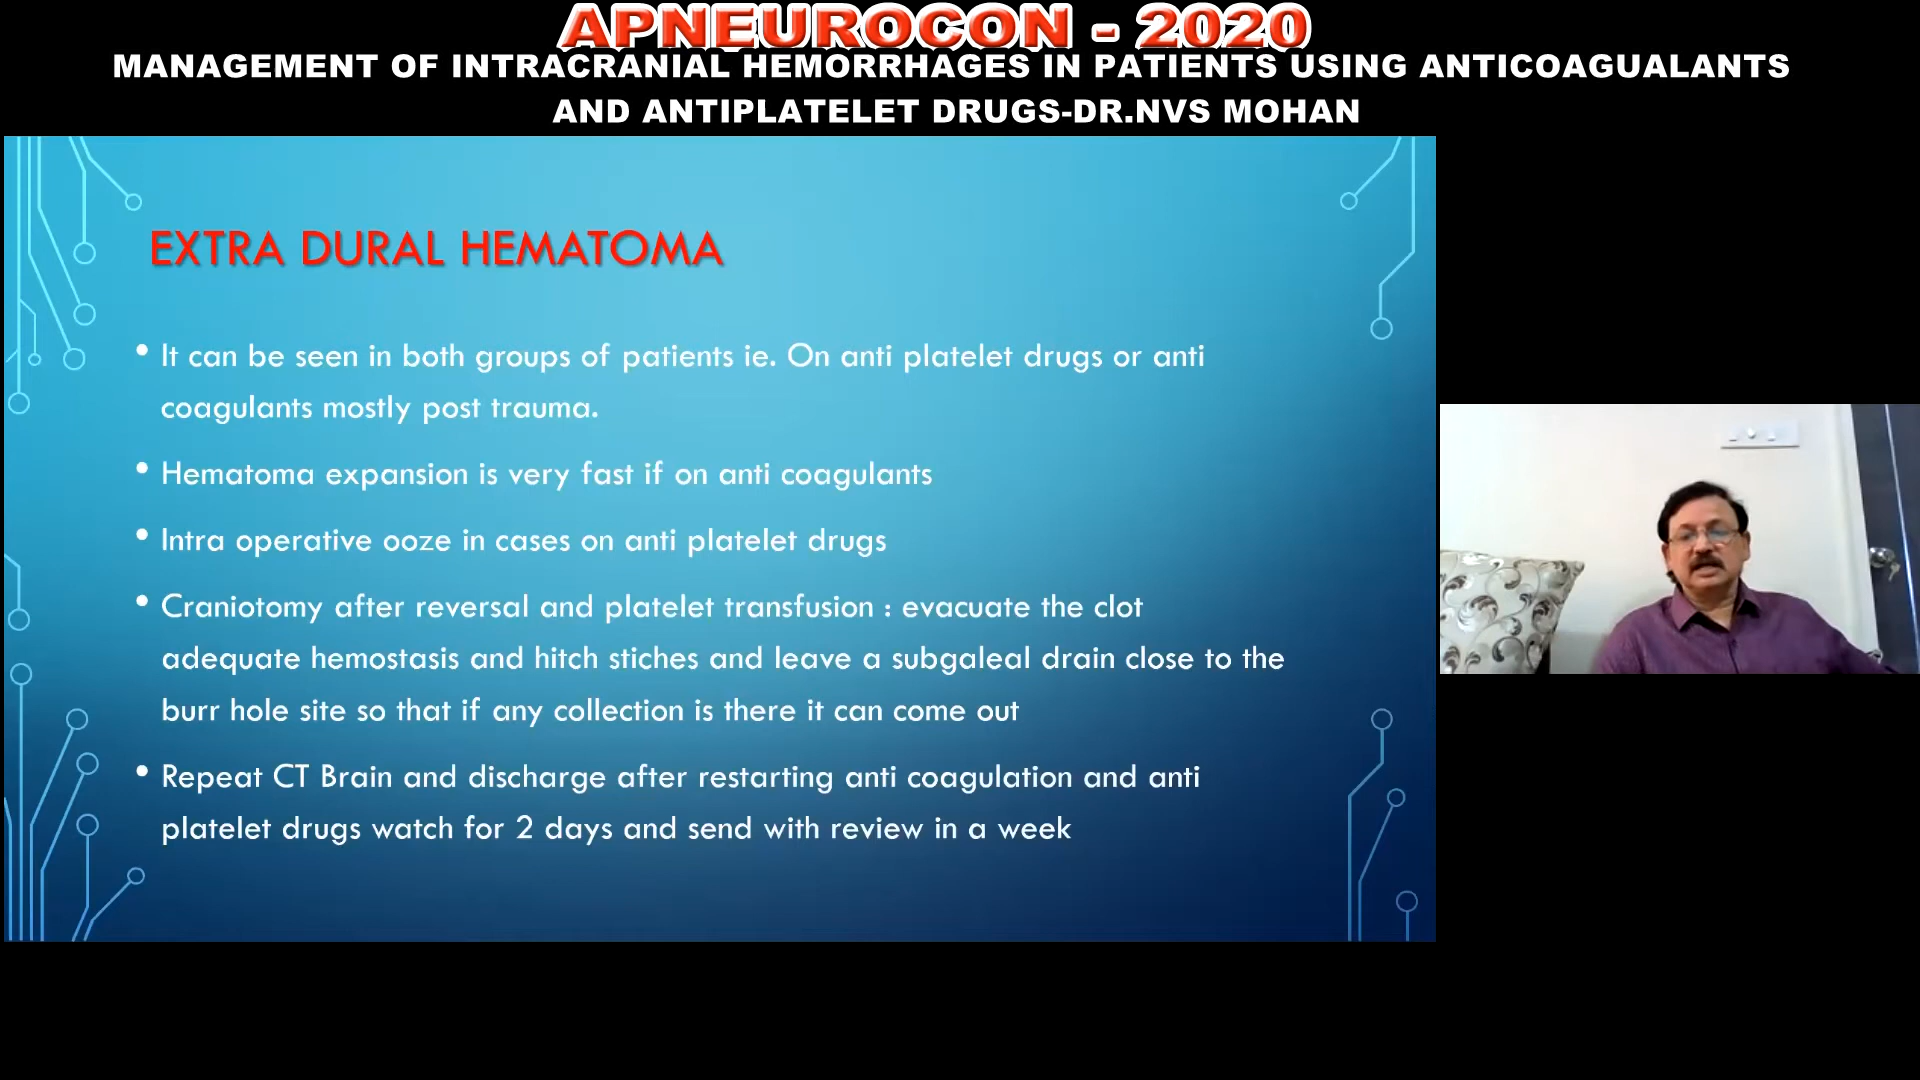 APNEUROCON - 2020
MANAGEMENT OF INTRACRANIAL HEMORRHAGES IN PATIENTS USING ANTICOAGUALANTS
AND ANTIPLATELET DRUGS-DR.NVS MOHAN
EXTRA DURAL HEMATOMA
• It can be seen in both groups of patients ie. On anti platelet drugs or anti
coagulants mostly post trauma.
• Hematoma expansion is very fast if on anti coagulants
• Intra operative ooze in cases on anti platelet drugs
• Craniotomy after reversal and platelet transfusion : evacuate the clot
adequate hemostasis and hitch stiches and leave a subgaleal drain close to the
burr hole site so that if any collection is there it can come out
• Repeat CT Brain and discharge after restarting anti coagulation and anti
platelet drugs watch for 2 days and send with review in a week